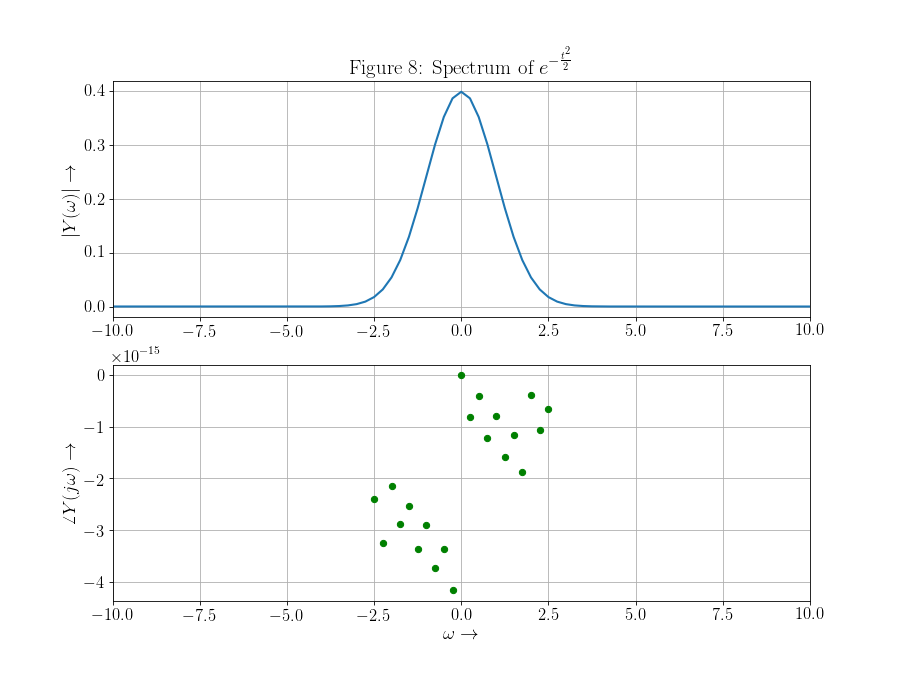 Figure 8: Spectrum of $e^{-\frac{t^2}{2}}$
|Y(ω)| →
0.4
0.3
0.2
0.1
0.0
−10.0 −7.5 −5.0 −2.5 0.0 2.5 5.0 7.5 10.0
×10⁻¹⁵
∠Y(jω) →
0
−1
−2
−3
−4
−10.0 −7.5 −5.0 −2.5 0.0 2.5 5.0 7.5 10.0
ω →